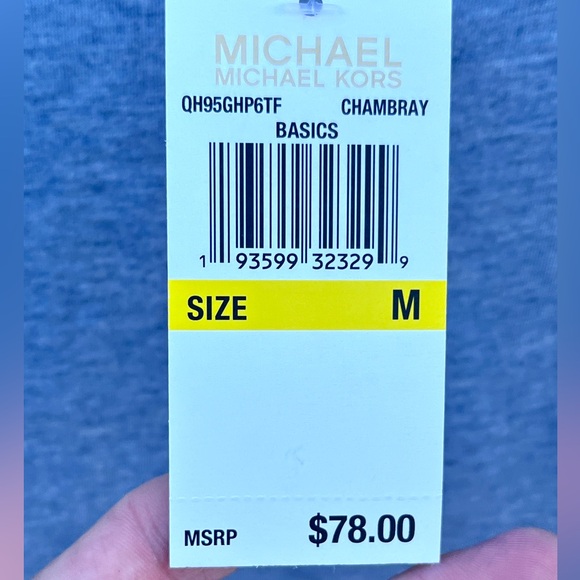 MICHAEL
MICHAEL KORS
QH95GHP6TF CHAMBRAY
BASICS
1 93599 32329 9
SIZE M
MSRP $78.00